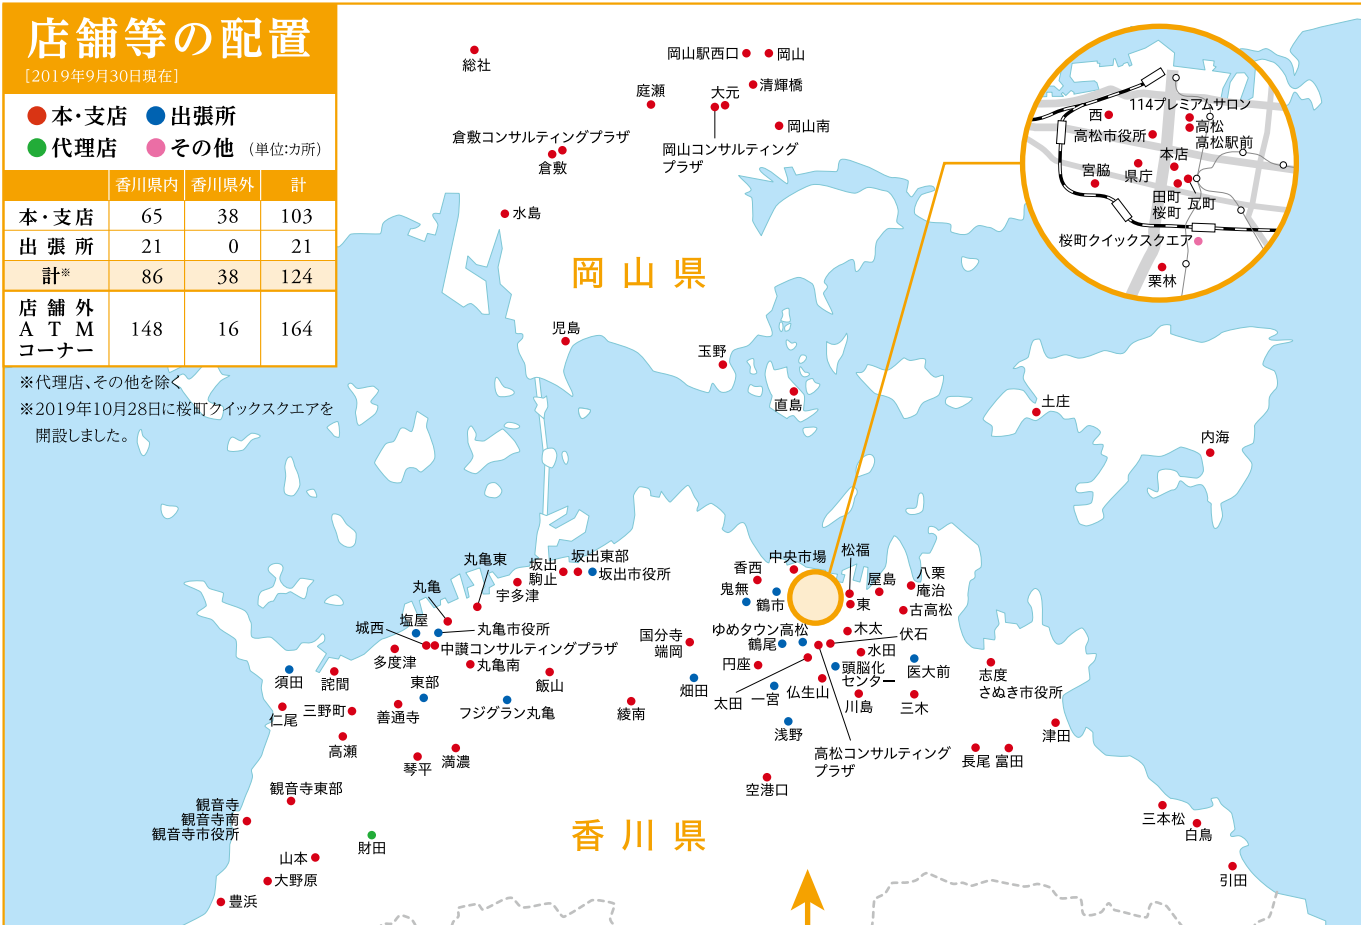 店舗等の配置
[2019年9月30日現在]
本・支店 出張所
代理店 その他 (単位:カ所)
香川県内 香川県外 計
本・支店 65 38 103
出張所 21 0 21
計※ 86 38 124
店舗外
ATM
コーナー
148 16 164
※代理店、その他を除く
※2019年10月28日に桜町クイックスクエアを
開設しました。
総社
岡山駅西口
岡山
庭瀬
大元
清輝橋
岡山南
倉敷コンサルティングプラザ
倉敷
岡山コンサルティング
プラザ
水島
岡山県
児島
玉野
直島
土庄
内海
114プレミアムサロン
西
高松
高松市役所
高松駅前
本店
宮脇
県庁
田町
桜町
瓦町
桜町クイックスクエア
栗林
丸亀東
坂出
駒止
坂出東部
坂出市役所
宇多津
丸亀
塩屋
城西
丸亀市役所
中讃コンサルティングプラザ
多度津
丸亀南
東部
飯山
善通寺
フジグラン丸亀
須田
詫間
仁尾
三野町
高瀬
琴平
満濃
綾南
国分寺
端岡
畑田
香西
中央市場
松福
鬼無
鶴市
屋島
八栗
庵治
東
古高松
ゆめタウン高松
鶴尾
木太
伏石
円座
水田
頭脳化
センター
医大前
太田
一宮
仏生山
川島
三木
浅野
高松コンサルティング
プラザ
空港口
志度
さぬき市役所
津田
長尾
富田
観音寺東部
観音寺
観音寺南
観音寺市役所
財田
山本
大野原
豊浜
香川県
三本松
白鳥
引田